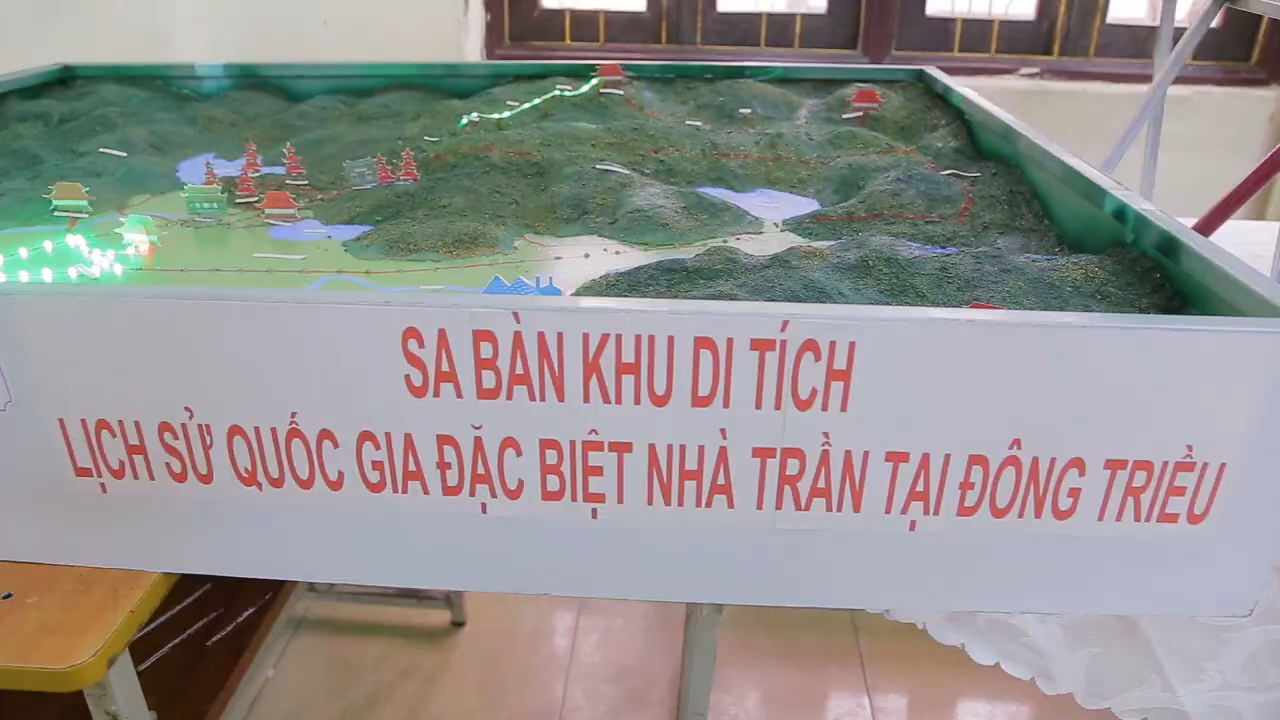 SA BÀN KHU DI TÍCH
LỊCH SỬ QUỐC GIA ĐẶC BIỆT NHÀ TRẦN TẠI ĐÔNG TRIỀU